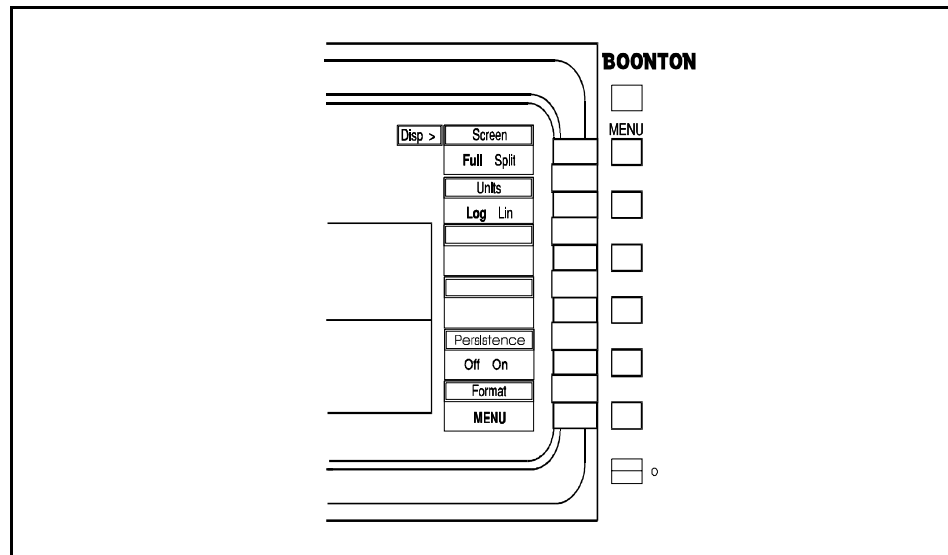 BOONTON
MENU
Disp >
Screen
Full Split
Units
Log Lin
Persistence
Off On
Format
MENU
O